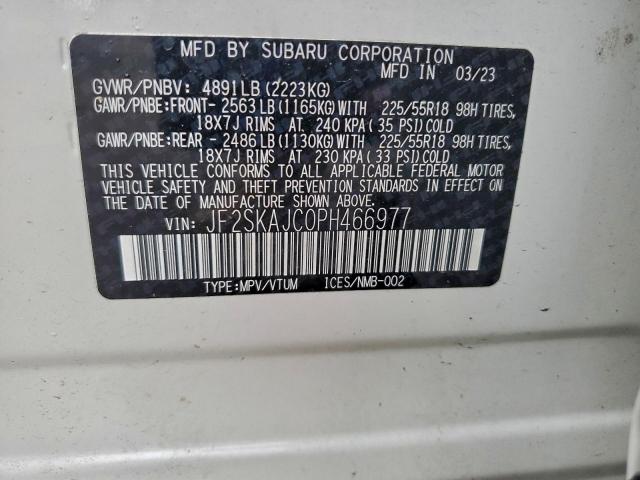 MFD BY SUBARU CORPORATION
MFD IN 03/23
GVWR/PNBV: 4891LB(2223KG)
GAWR/PNBE:FRONT- 2563LB(1165KG)WITH 225/55R18 98H TIRES,
18X7J RIMS AT 240 KPA(35 PSI)COLD
GAWR/PNBE:REAR - 2486LB(1130KG)WITH 225/55R18 98H TIRES,
18X7J RIMS AT 230 KPA(33 PSI)COLD
THIS VEHICLE CONFORMS TO ALL APPLICABLE FEDERAL MOTOR
VEHICLE SAFETY AND THEFT PREVENTION STANDARDS IN EFFECT
ON THE DATE OF MANUFACTURE SHOWN ABOVE.
VIN: JF2SKAJC0PH466977
TYPE:MPV/VTUM ICES/NMB-002